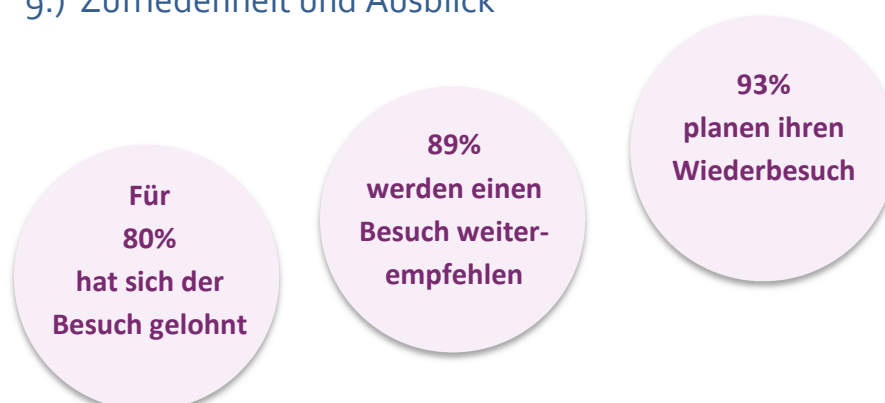 9.) Zufriedenheit und Ausblick
Für
80%
hat sich der
Besuch gelohnt
89%
werden einen
Besuch weiter-
empfehlen
93%
planen ihren
Wiederbesuch